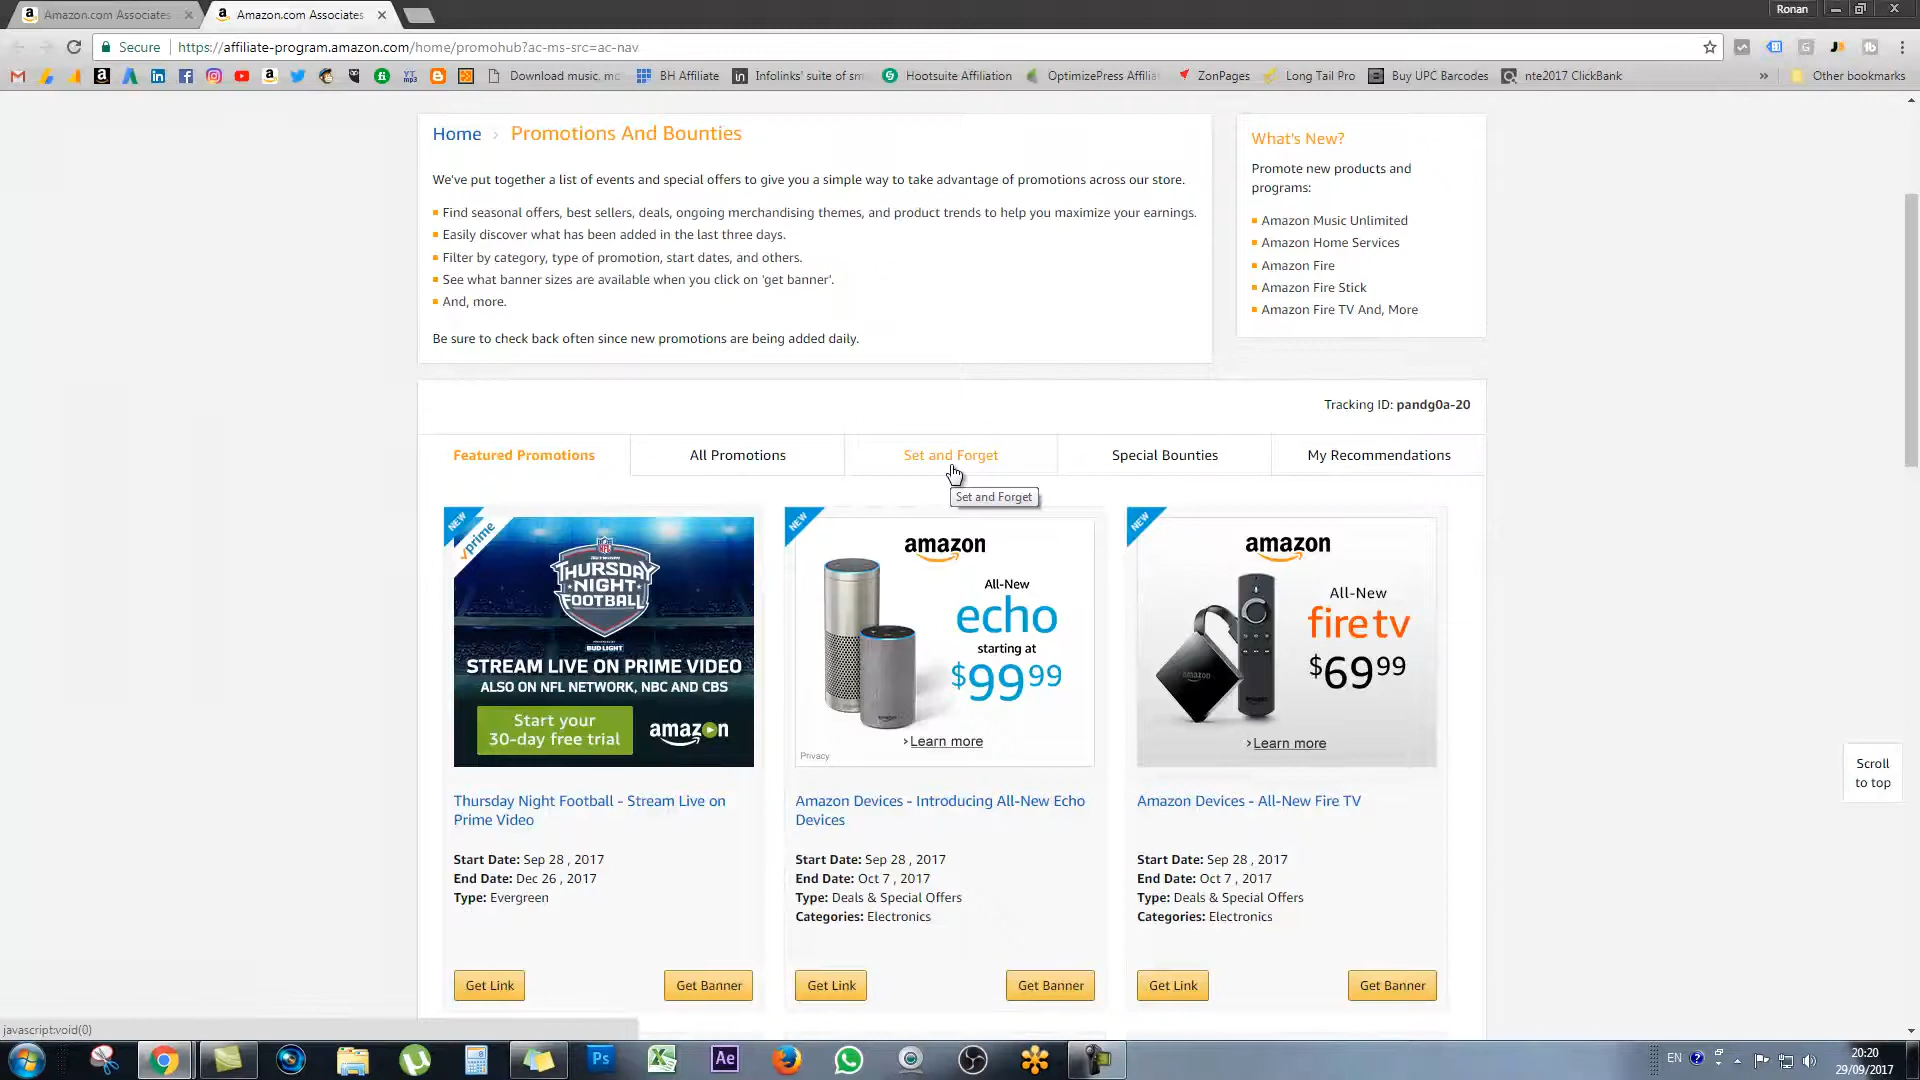 Amazon.com Associates
Amazon.com Associates
Ronan
Secure
https://affiliate-program.amazon.com/home/promohub?ac-ms-src=ac-nav
YT
mp3
Download music, mo
BH Affiliate
Infolinks' suite of sm
Hootsuite Affiliation
OptimizePress Affilia
ZonPages
Long Tail Pro
Buy UPC Barcodes
nte2017 ClickBank
»
Other bookmarks
Home › Promotions And Bounties
We've put together a list of events and special offers to give you a simple way to take advantage of promotions across our store.
Find seasonal offers, best sellers, deals, ongoing merchandising themes, and product trends to help you maximize your earnings.
Easily discover what has been added in the last three days.
Filter by category, type of promotion, start dates, and others.
See what banner sizes are available when you click on 'get banner'.
And, more.
Be sure to check back often since new promotions are being added daily.
What's New?
Promote new products and
programs:
Amazon Music Unlimited
Amazon Home Services
Amazon Fire
Amazon Fire Stick
Amazon Fire TV And, More
Tracking ID: pandg0a-20
Featured Promotions
All Promotions
Set and Forget
Special Bounties
My Recommendations
Set and Forget
NEW
prime
NFL
NETWORK
THURSDAY
NIGHT
FOOTBALL
PRESENTED BY
BUD LIGHT
STREAM LIVE ON PRIME VIDEO
ALSO ON NFL NETWORK, NBC AND CBS
Start your
30-day free trial
amazon
NEW
amazon
All-New
echo
starting at
$99 99
›Learn more
Privacy
NEW
amazon
All-New
fire tv
$69 99
›Learn more
amazon
Thursday Night Football - Stream Live on
Prime Video
Start Date: Sep 28 , 2017
End Date: Dec 26 , 2017
Type: Evergreen
Get Link
Get Banner
Amazon Devices - Introducing All-New Echo
Devices
Start Date: Sep 28 , 2017
End Date: Oct 7 , 2017
Type: Deals & Special Offers
Categories: Electronics
Get Link
Get Banner
Amazon Devices - All-New Fire TV
Start Date: Sep 28 , 2017
End Date: Oct 7 , 2017
Type: Deals & Special Offers
Categories: Electronics
Get Link
Get Banner
Scroll
to top
javascript:void(0)
Ps
Ae
EN
20:20
29/09/2017